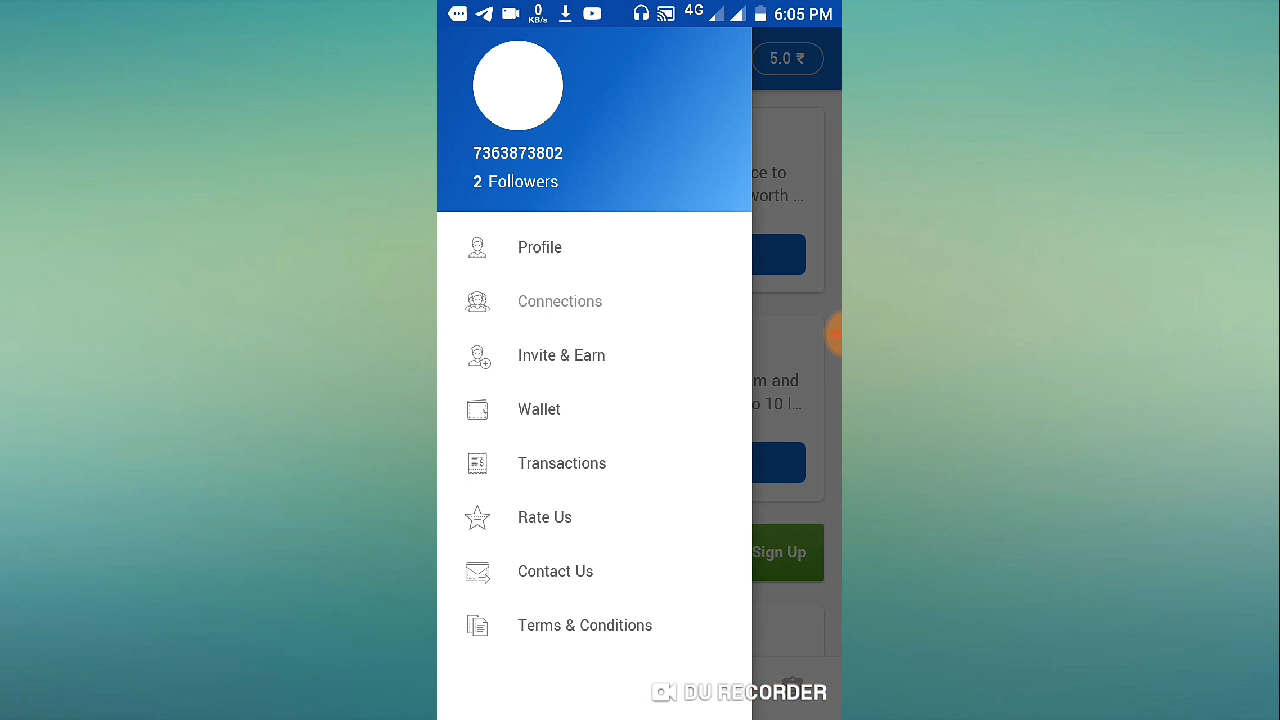 0
KB/s
4G
6:05 PM
5.0 ₹
7363873802
2 Followers
ce to
worth ...
Profile
Connections
Invite & Earn
m and
o 10 l...
Wallet
Transactions
Rate Us
Sign Up
Contact Us
Terms & Conditions
DU RECORDER